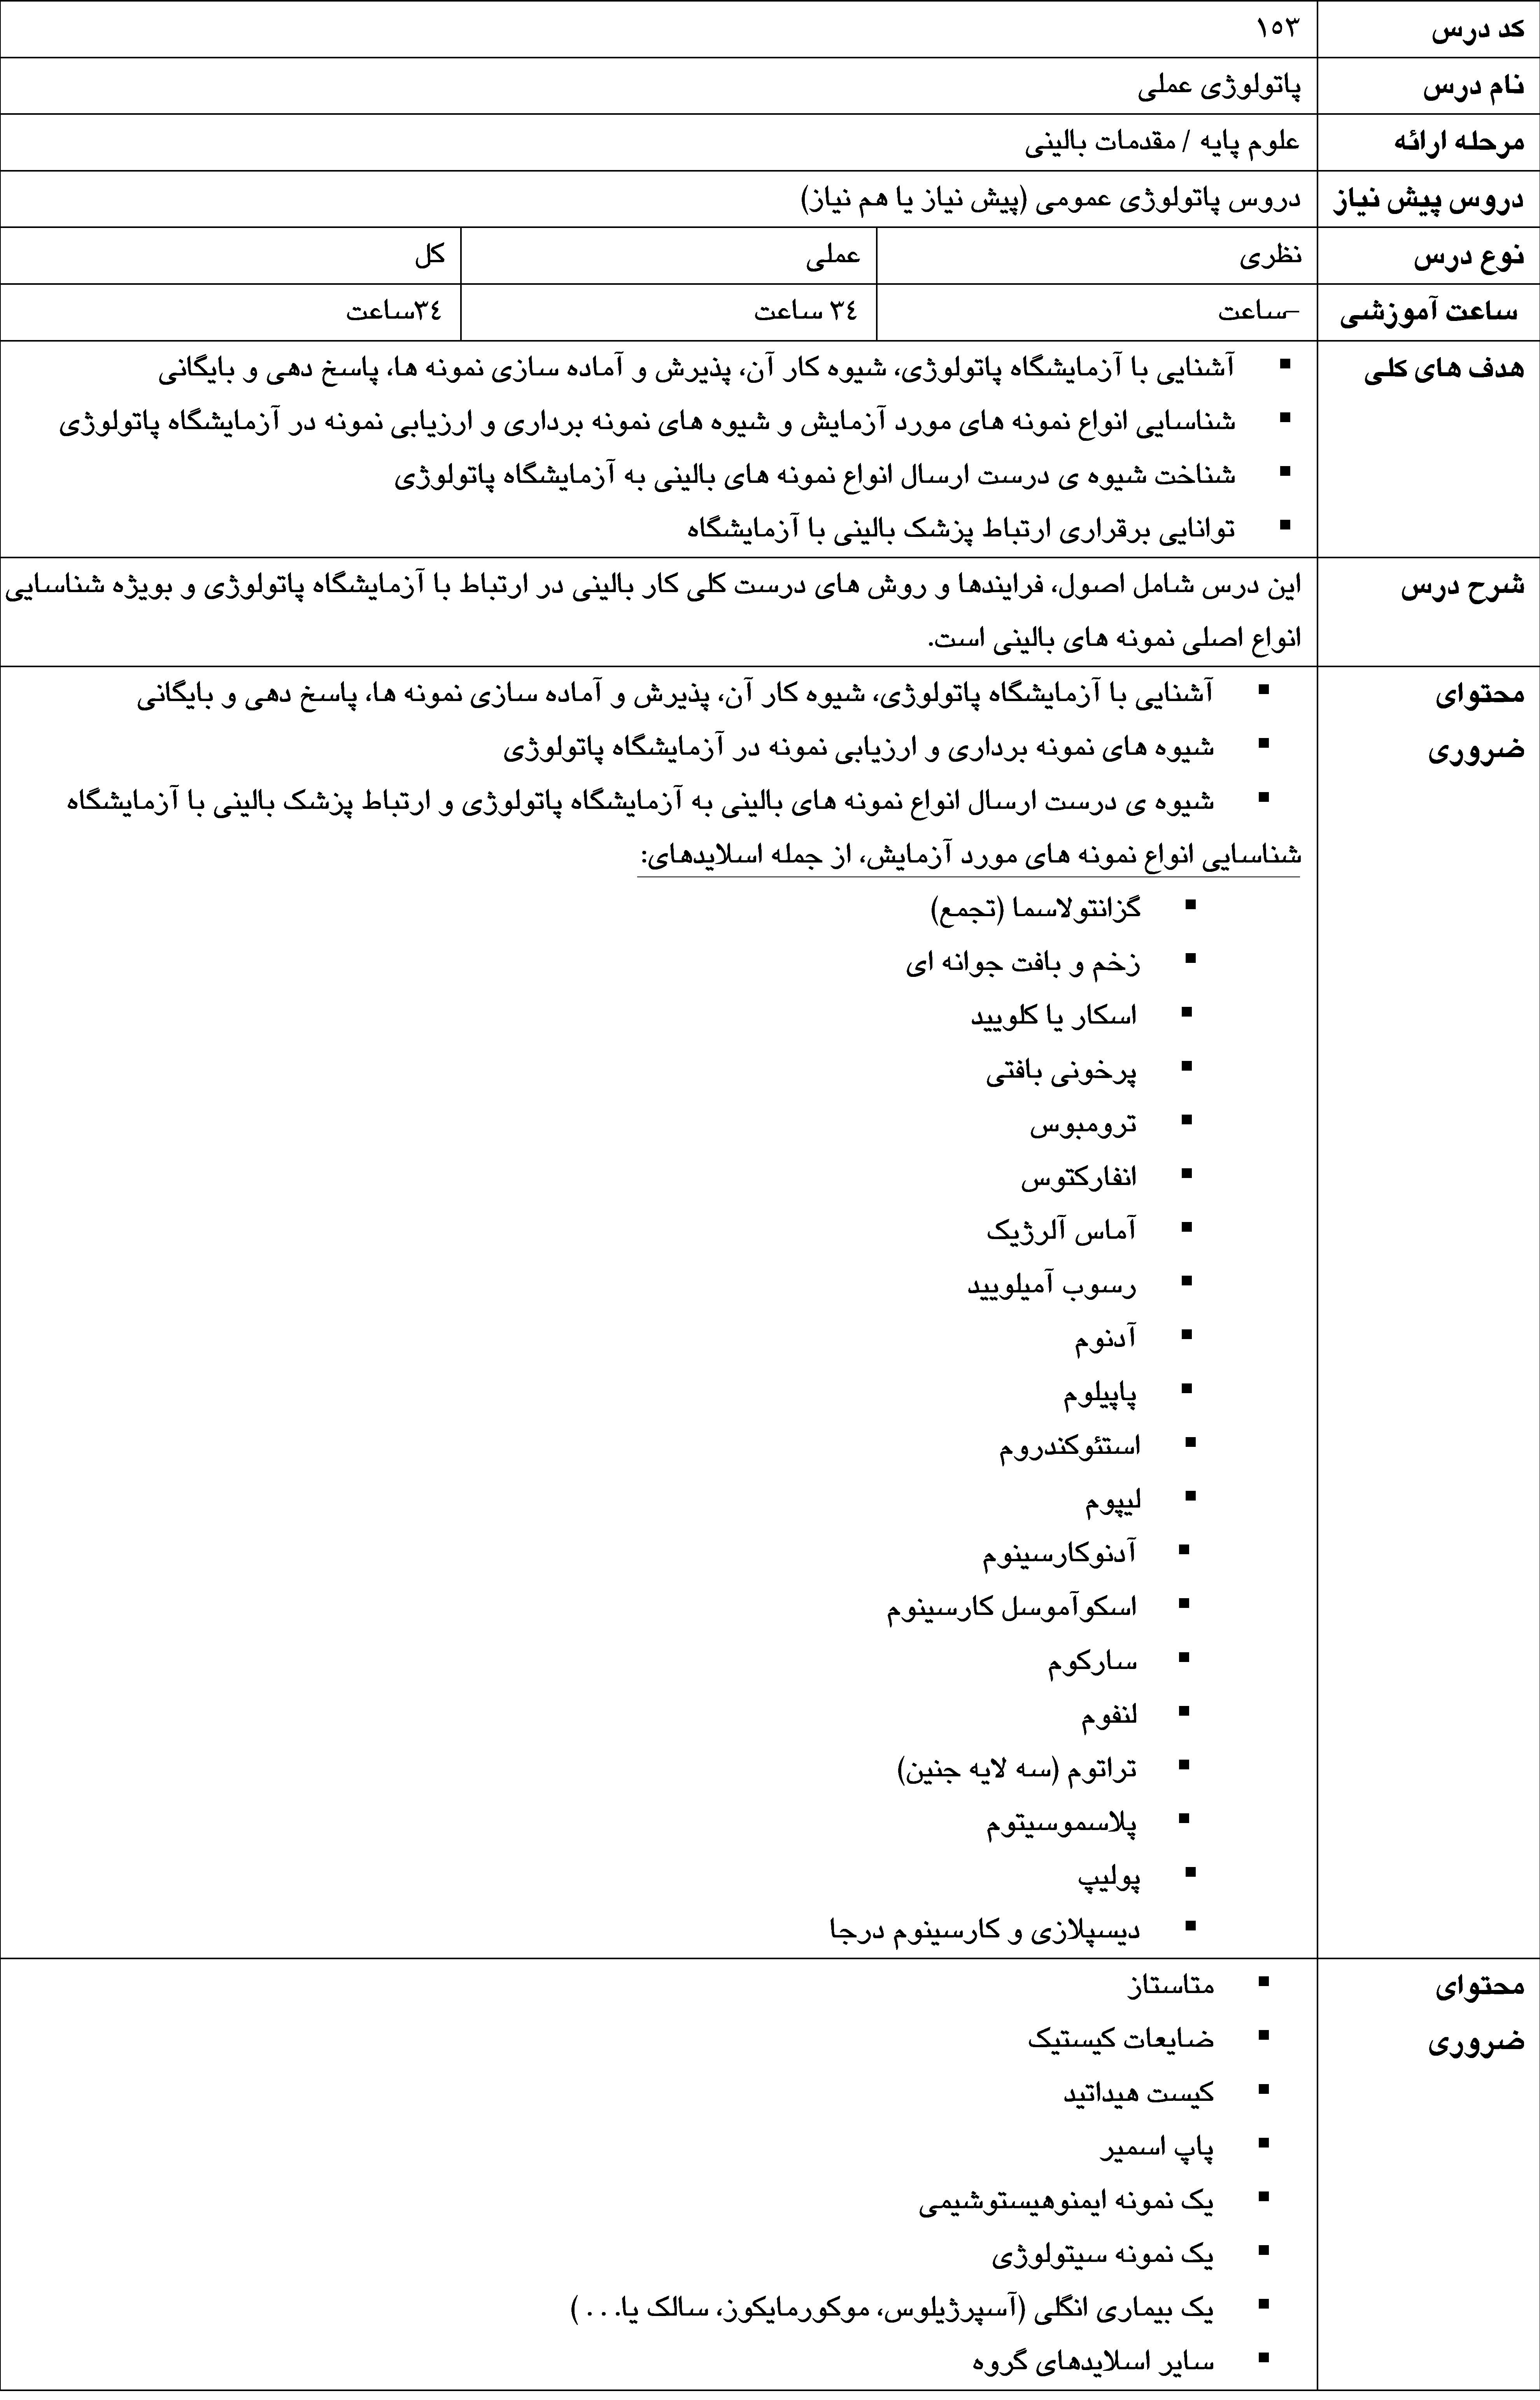 کد درس ١٥٣
نام درس پاتولوژی عملی
مرحله ارائه علوم پایه / مقدمات بالینی
دروس پیش نیاز دروس پاتولوژی عمومی (پیش نیاز یا هم نیاز)
نوع درس نظری عملی کل
ساعت آموزشی –ساعت ٣٤ ساعت ٣٤ساعت
هدف های کلی ▪ آشنایی با آزمایشگاه پاتولوژی، شیوه کار آن، پذیرش و آماده سازی نمونه ها، پاسخ دهی و بایگانی
▪ شناسایی انواع نمونه های مورد آزمایش و شیوه های نمونه برداری و ارزیابی نمونه در آزمایشگاه پاتولوژی
▪ شناخت شیوه ی درست ارسال انواع نمونه های بالینی به آزمایشگاه پاتولوژی
▪ توانایی برقراری ارتباط پزشک بالینی با آزمایشگاه
شرح درس این درس شامل اصول، فرایندها و روش های درست کلی کار بالینی در ارتباط با آزمایشگاه پاتولوژی و بویژه شناسایی
انواع اصلی نمونه های بالینی است.
محتوای ▪ آشنایی با آزمایشگاه پاتولوژی، شیوه کار آن، پذیرش و آماده سازی نمونه ها، پاسخ دهی و بایگانی
ضروری ▪ شیوه های نمونه برداری و ارزیابی نمونه در آزمایشگاه پاتولوژی
▪ شیوه ی درست ارسال انواع نمونه های بالینی به آزمایشگاه پاتولوژی و ارتباط پزشک بالینی با آزمایشگاه
شناسایی انواع نمونه های مورد آزمایش، از جمله اسلایدهای:
▪ گزانتولاسما (تجمع)
▪ زخم و بافت جوانه ای
▪ اسکار یا کلویید
▪ پرخونی بافتی
▪ ترومبوس
▪ انفارکتوس
▪ آماس آلرژیک
▪ رسوب آمیلویید
▪ آدنوم
▪ پاپیلوم
▪ استئوکندروم
▪ لیپوم
▪ آدنوکارسینوم
▪ اسکوآموسل کارسینوم
▪ سارکوم
▪ لنفوم
▪ تراتوم (سه لایه جنین)
▪ پلاسموسیتوم
▪ پولیپ
▪ دیسپلازی و کارسینوم درجا
محتوای ▪ متاستاز
ضروری ▪ ضایعات کیستیک
▪ کیست هیداتید
▪ پاپ اسمیر
▪ یک نمونه ایمنوهیستوشیمی
▪ یک نمونه سیتولوژی
▪ یک بیماری انگلی (آسپرژیلوس، موکورمایکوز، سالک یا. . . )
▪ سایر اسلایدهای گروه